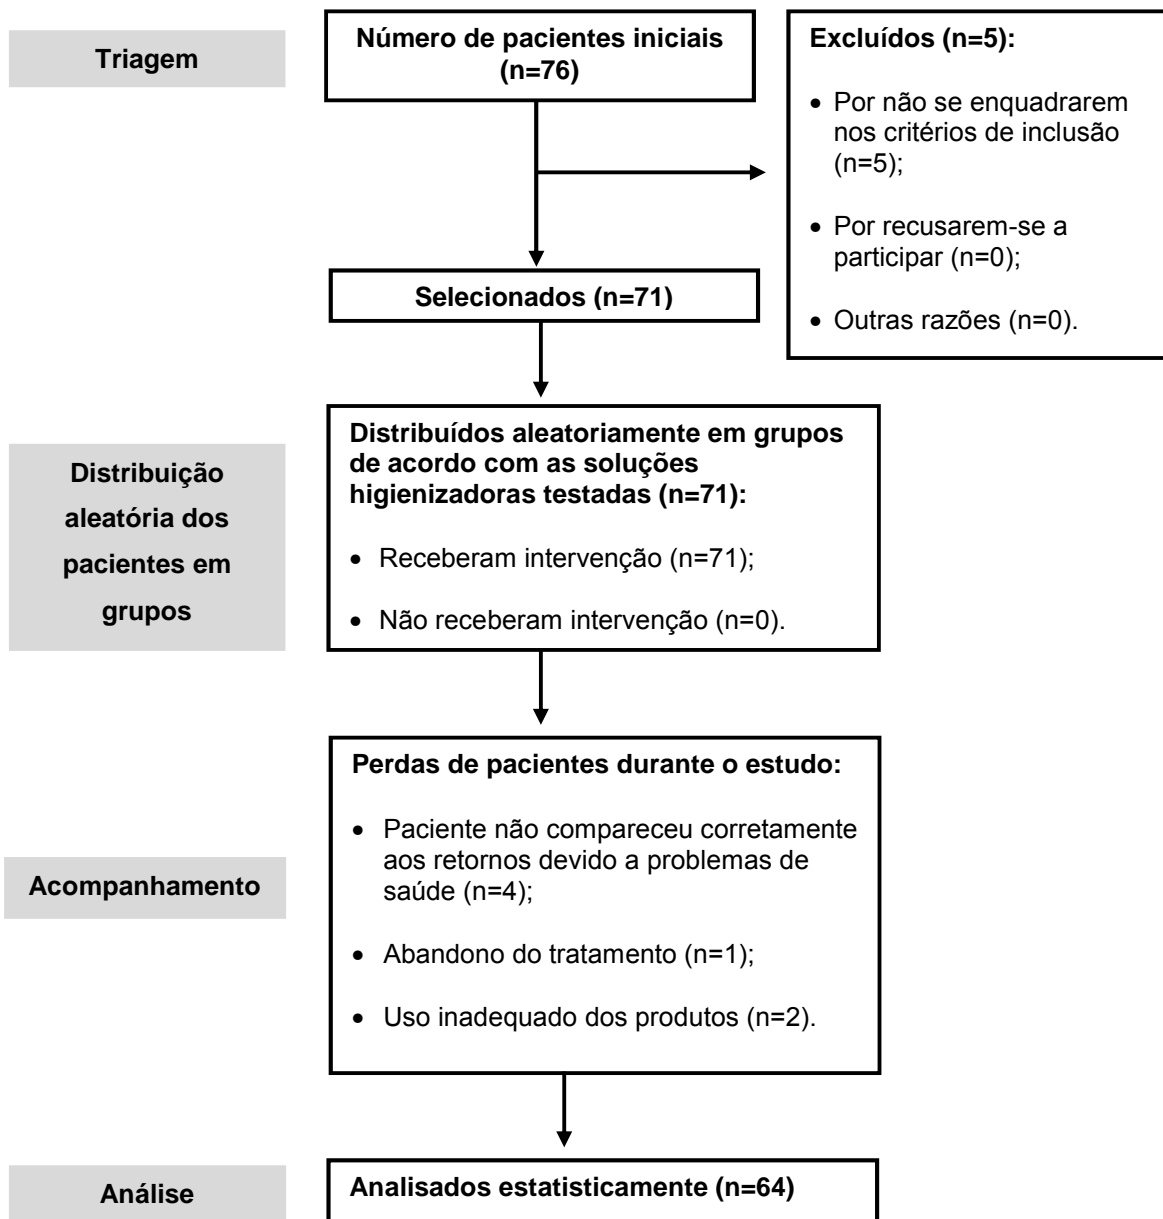 Triagem
Número de pacientes iniciais
(n=76)
Excluídos (n=5):
• Por não se enquadrarem
nos critérios de inclusão
(n=5);
• Por recusarem-se a
participar (n=0);
• Outras razões (n=0).
Selecionados (n=71)
Distribuição
aleatória dos
pacientes em
grupos
Distribuídos aleatoriamente em grupos
de acordo com as soluções
higienizadoras testadas (n=71):
• Receberam intervenção (n=71);
• Não receberam intervenção (n=0).
Acompanhamento
Perdas de pacientes durante o estudo:
• Paciente não compareceu corretamente
aos retornos devido a problemas de
saúde (n=4);
• Abandono do tratamento (n=1);
• Uso inadequado dos produtos (n=2).
Análise
Analisados estatisticamente (n=64)